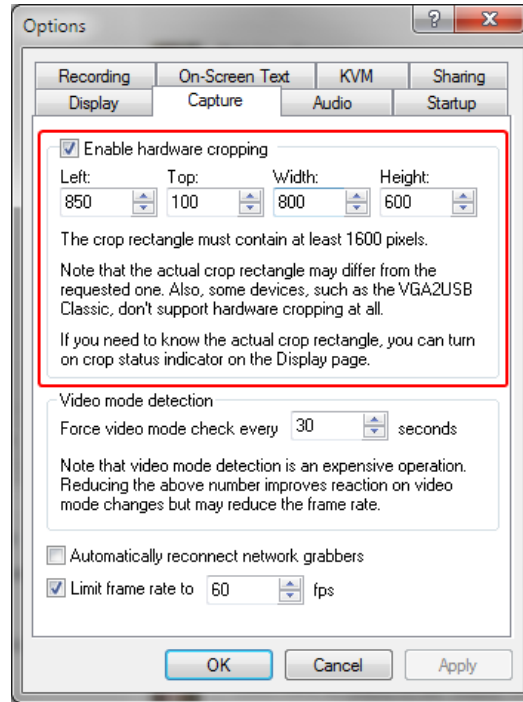 Options
Recording On-Screen Text KVM Sharing
Display Capture Audio Startup
Enable hardware cropping
Left: Top: Width: Height:
850 100 800 600
The crop rectangle must contain at least 1600 pixels.
Note that the actual crop rectangle may differ from the
requested one. Also, some devices, such as the VGA2USB
Classic, don't support hardware cropping at all.
If you need to know the actual crop rectangle, you can turn
on crop status indicator on the Display page.
Video mode detection
Force video mode check every 30 seconds
Note that video mode detection is an expensive operation.
Reducing the above number improves reaction on video
mode changes but may reduce the frame rate.
Automatically reconnect network grabbers
Limit frame rate to 60 fps
OK Cancel Apply